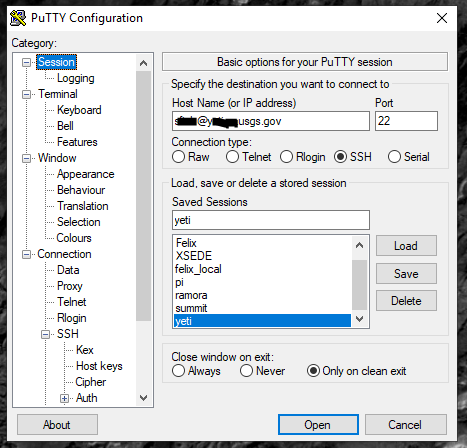 PuTTY Configuration
Category:
Session
Logging
Terminal
Keyboard
Bell
Features
Window
Appearance
Behaviour
Translation
Selection
Colours
Connection
Data
Proxy
Telnet
Rlogin
SSH
Kex
Host keys
Cipher
Auth
Basic options for your PuTTY session
Specify the destination you want to connect to
Host Name (or IP address) Port
usgs.gov 22
Connection type:
Raw Telnet Rlogin SSH Serial
Load, save or delete a stored session
Saved Sessions
yeti
Felix
XSEDE
felix_local
pi
ramora
summit
yeti
Load
Save
Delete
Close window on exit:
Always Never Only on clean exit
About Open Cancel